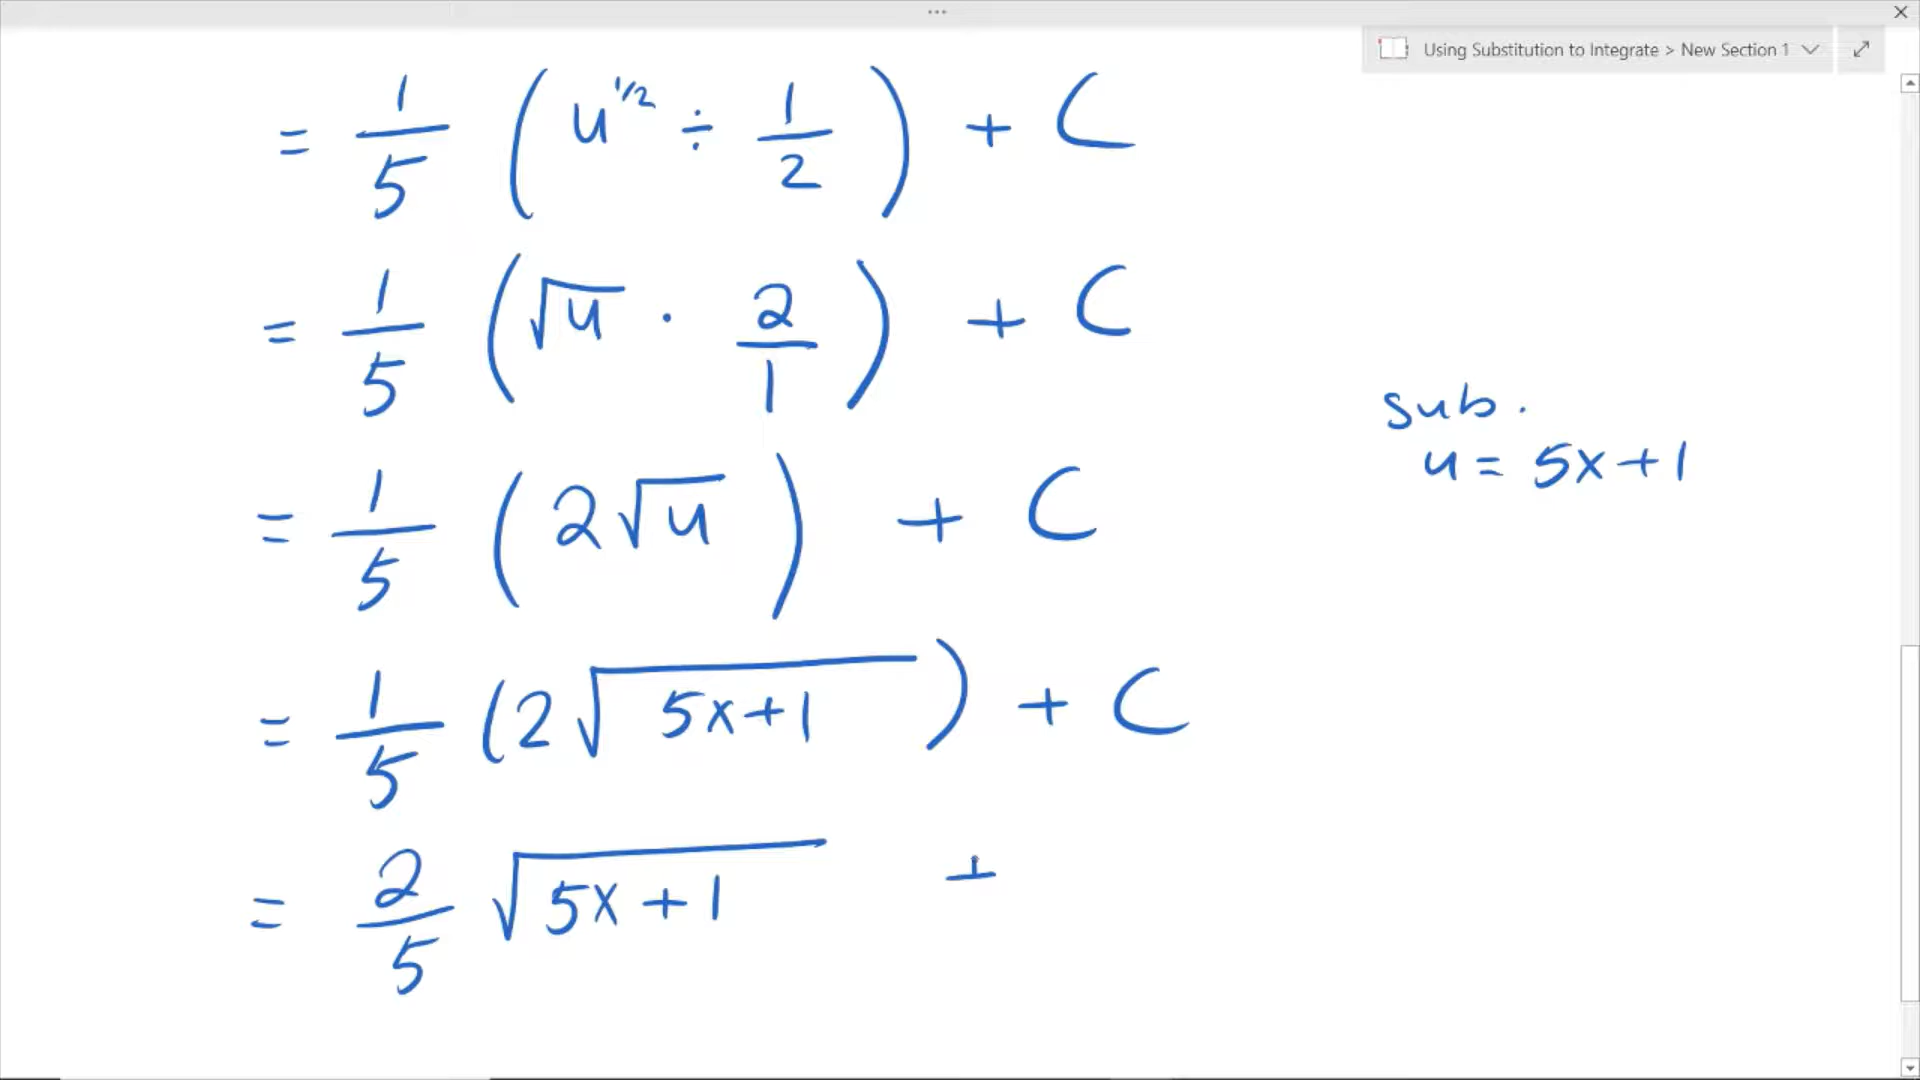 Using Substitution to Integrate > New Section 1
= 1/5 (u^1/2 ÷ 1/2) + C
= 1/5 (√u · 2/1) + C
sub.
u = 5x+1
= 1/5 (2√u) + C
= 1/5 (2√(5x+1)) + C
= 2/5 √(5x+1) +